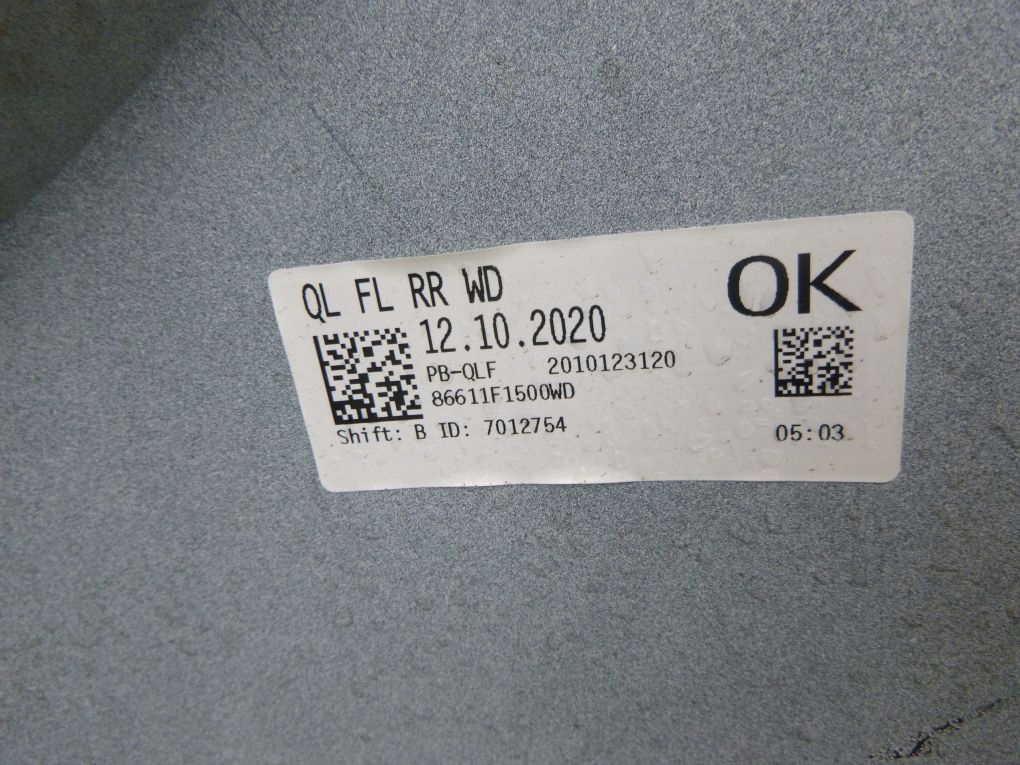 QL FL RR WD
OK
12.10.2020
PB-QLF 2010123120
86611F1500WD
Shift: B ID: 7012754
05:03